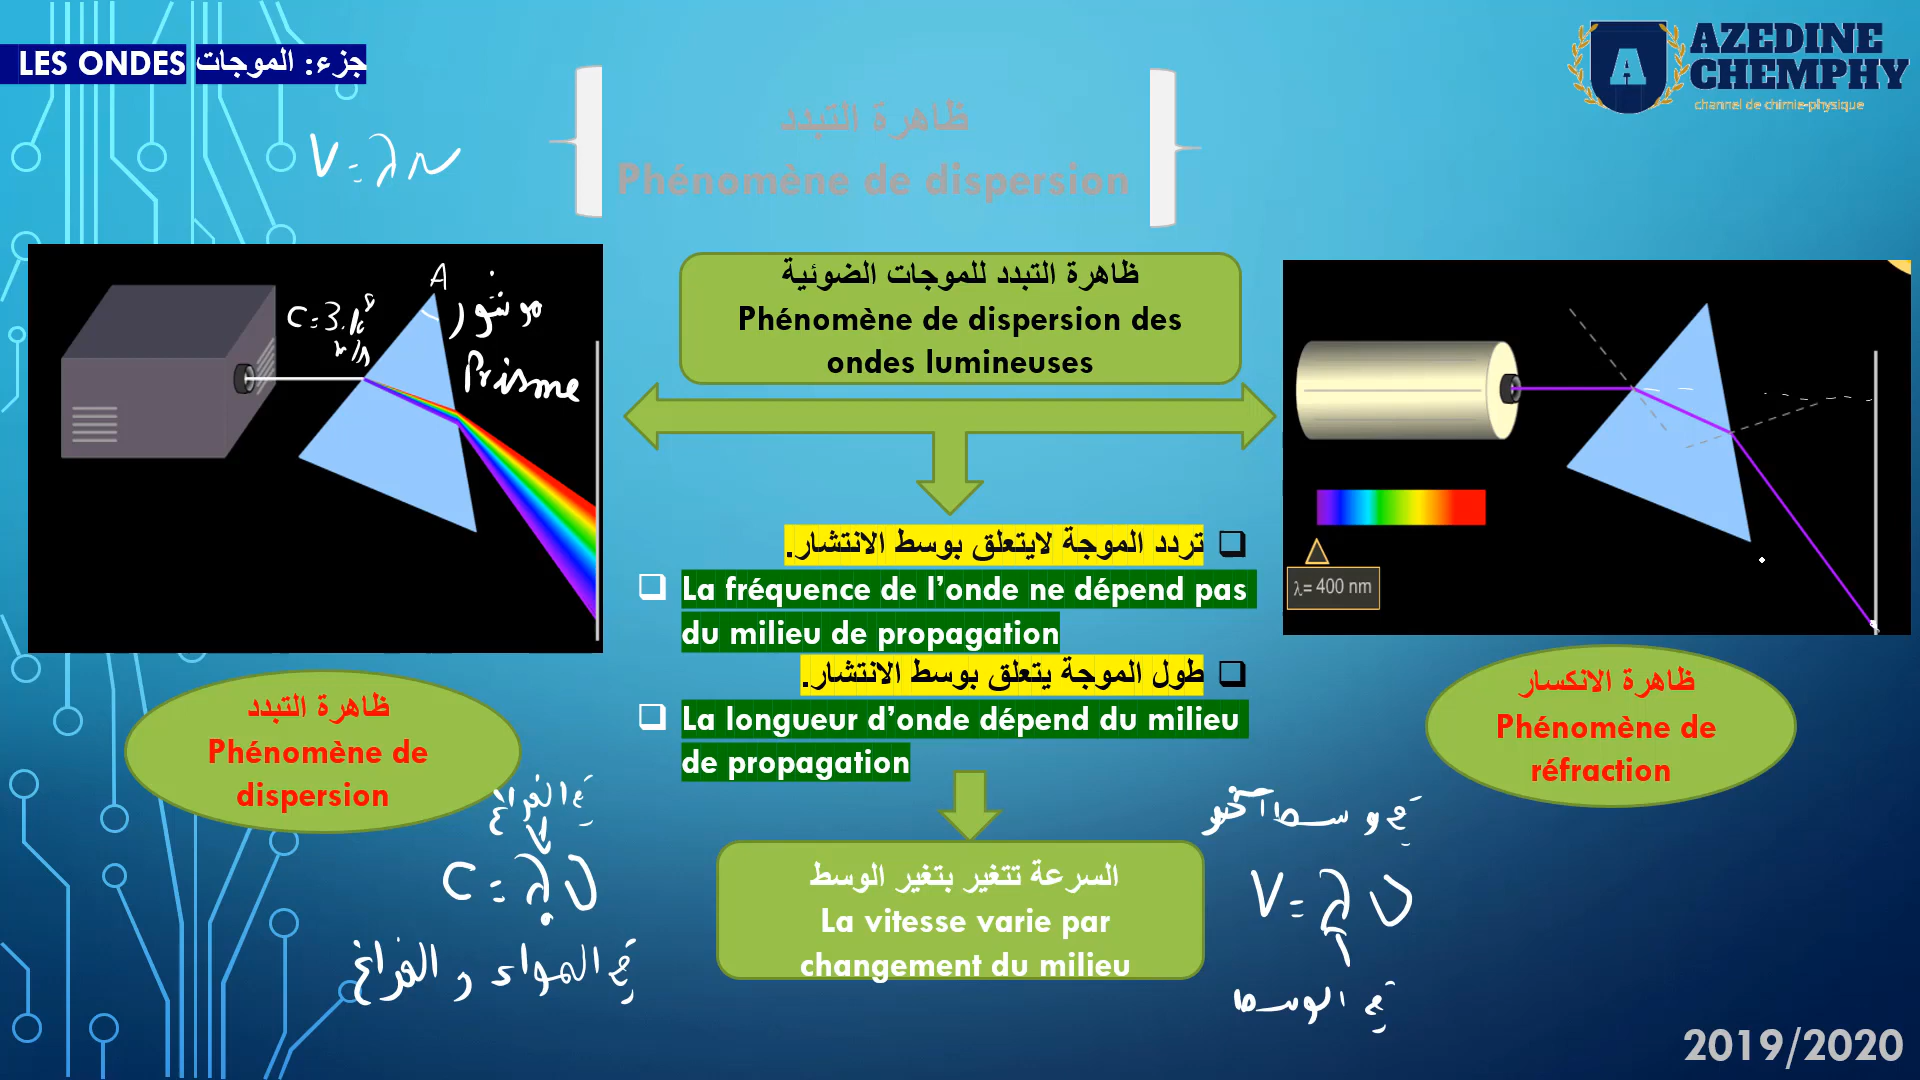 LES ONDES جزء: الموجات
AZEDINE
CHEMPHY
channel de chimie-physique
V = λ N
ظاهرة التبدد
Phénomène de dispersion
ظاهرة التبدد للموجات الضوئية
Phénomène de dispersion des
ondes lumineuses
A
C = 3.10⁸
m/s
موشور
Prisme
λ= 400 nm
تردد الموجة لايتعلق بوسط الانتشار.
La fréquence de l’onde ne dépend pas
du milieu de propagation
طول الموجة يتعلق بوسط الانتشار.
La longueur d’onde dépend du milieu
de propagation
ظاهرة التبدد
Phénomène de
dispersion
ظاهرة الانكسار
Phénomène de
réfraction
في الفراغ
C = λ₀ ν
في الهواء و الفراغ
السرعة تتغير بتغير الوسط
La vitesse varie par
changement du milieu
في وسط آخر
V = λ ν
في الوسط
2019/2020